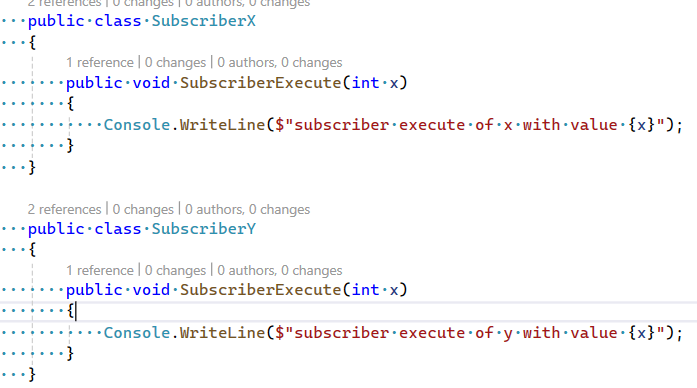 2 references | 0 changes | 0 authors, 0 changes
public class SubscriberX
{
1 reference | 0 changes | 0 authors, 0 changes
public void SubscriberExecute(int x)
{
Console.WriteLine($"subscriber execute of x with value {x}");
}
}
2 references | 0 changes | 0 authors, 0 changes
public class SubscriberY
{
1 reference | 0 changes | 0 authors, 0 changes
public void SubscriberExecute(int x)
{
Console.WriteLine($"subscriber execute of y with value {x}");
}
}